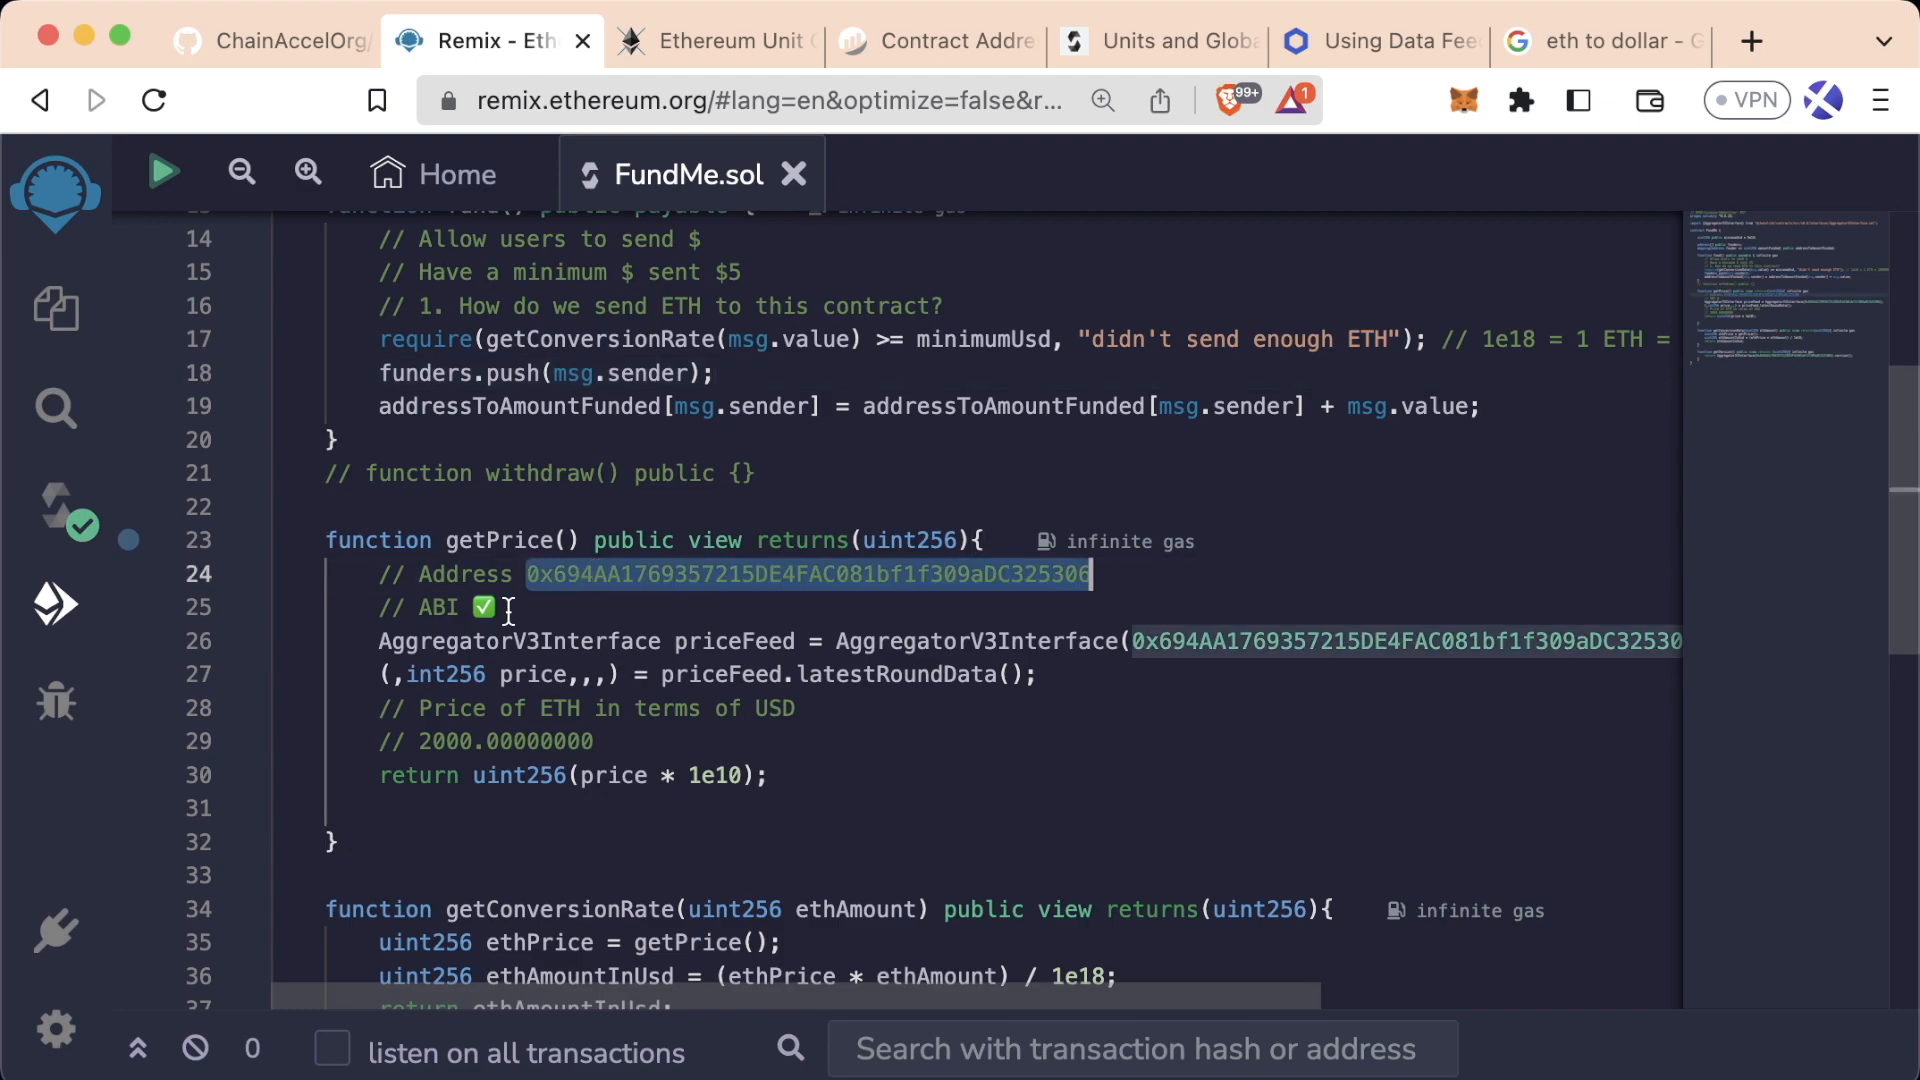 ChainAccelOrg/
Remix - Eth
Ethereum Unit C
Contract Addre
Units and Globa
Using Data Fee
eth to dollar - G
remix.ethereum.org/#lang=en&optimize=false&r...
99+
1
VPN
Home
FundMe.sol
14 // Allow users to send $
15 // Have a minimum $ sent $5
16 // 1. How do we send ETH to this contract?
17 require(getConversionRate(msg.value) >= minimumUsd, "didn't send enough ETH"); // 1e18 = 1 ETH =
18 funders.push(msg.sender);
19 addressToAmountFunded[msg.sender] = addressToAmountFunded[msg.sender] + msg.value;
20 }
21 // function withdraw() public {}
22
23 function getPrice() public view returns(uint256){ infinite gas
24 // Address 0x694AA1769357215DE4FAC081bf1f309aDC325306
25 // ABI ✅
26 AggregatorV3Interface priceFeed = AggregatorV3Interface(0x694AA1769357215DE4FAC081bf1f309aDC32530
27 (,int256 price,,,) = priceFeed.latestRoundData();
28 // Price of ETH in terms of USD
29 // 2000.00000000
30 return uint256(price * 1e10);
31
32 }
33
34 function getConversionRate(uint256 ethAmount) public view returns(uint256){ infinite gas
35 uint256 ethPrice = getPrice();
36 uint256 ethAmountInUsd = (ethPrice * ethAmount) / 1e18;
37 return ethAmountInUsd;
0
listen on all transactions
Search with transaction hash or address